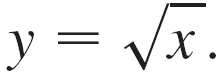 y = √x.